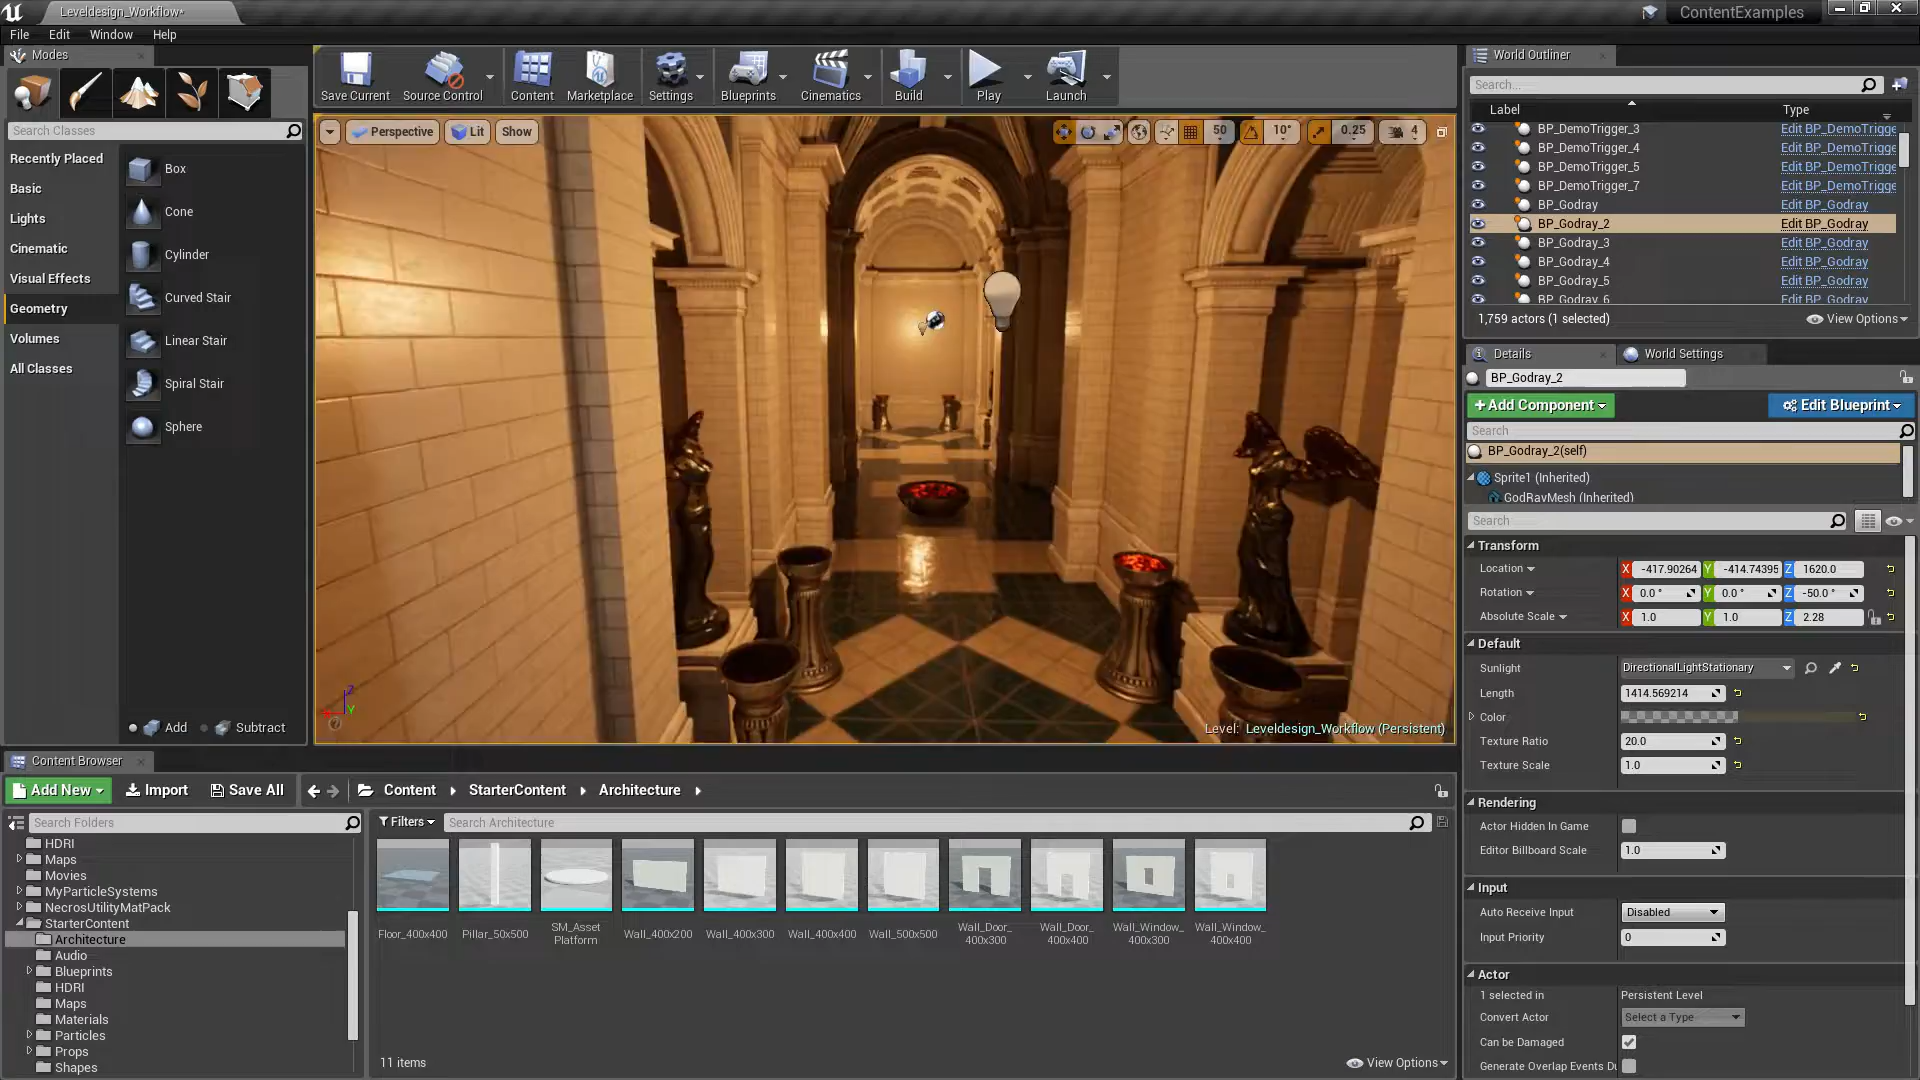 Leveldesign_Workflow*
ContentExamples
File Edit Window Help
Modes
Search Classes
Recently Placed
Basic
Lights
Cinematic
Visual Effects
Geometry
Volumes
All Classes
Box
Cone
Cylinder
Curved Stair
Linear Stair
Spiral Stair
Sphere
Add Subtract
Save Current Source Control Content Marketplace Settings Blueprints Cinematics Build Play Launch
Perspective Lit Show
50 10° 0.25 4
Level: Leveldesign_Workflow (Persistent)
World Outliner
Search...
Label Type
BP_DemoTrigger_3 Edit BP_DemoTrigge
BP_DemoTrigger_4 Edit BP_DemoTrigge
BP_DemoTrigger_5 Edit BP_DemoTrigge
BP_DemoTrigger_7 Edit BP_DemoTrigge
BP_Godray Edit BP_Godray
BP_Godray_2 Edit BP_Godray
BP_Godray_3 Edit BP_Godray
BP_Godray_4 Edit BP_Godray
BP_Godray_5 Edit BP_Godray
BP_Godray_6 Edit BP_Godray
1,759 actors (1 selected) View Options
Details World Settings
BP_Godray_2
+Add Component Edit Blueprint
Search
BP_Godray_2(self)
Sprite1 (Inherited)
GodRayMesh (Inherited)
Search
Transform
Location X -417.90264 Y -414.74395 Z 1620.0
Rotation X 0.0 ° Y 0.0 ° Z -50.0 °
Absolute Scale X 1.0 Y 1.0 Z 2.28
Default
Sunlight DirectionalLightStationary
Length 1414.569214
Color
Texture Ratio 20.0
Texture Scale 1.0
Rendering
Actor Hidden In Game
Editor Billboard Scale 1.0
Input
Auto Receive Input Disabled
Input Priority 0
Actor
1 selected in Persistent Level
Convert Actor Select a Type
Can be Damaged
Generate Overlap Events Du
Content Browser
Add New Import Save All Content StarterContent Architecture
Search Folders
HDRI
Maps
Movies
MyParticleSystems
NecrosUtilityMatPack
StarterContent
Architecture
Audio
Blueprints
HDRI
Maps
Materials
Particles
Props
Shapes
Filters Search Architecture
Floor_400x400
Pillar_50x500
SM_Asset
Platform
Wall_400x200
Wall_400x300
Wall_400x400
Wall_500x500
Wall_Door_
400x300
Wall_Door_
400x400
Wall_Window_
400x300
Wall_Window_
400x400
11 items View Options